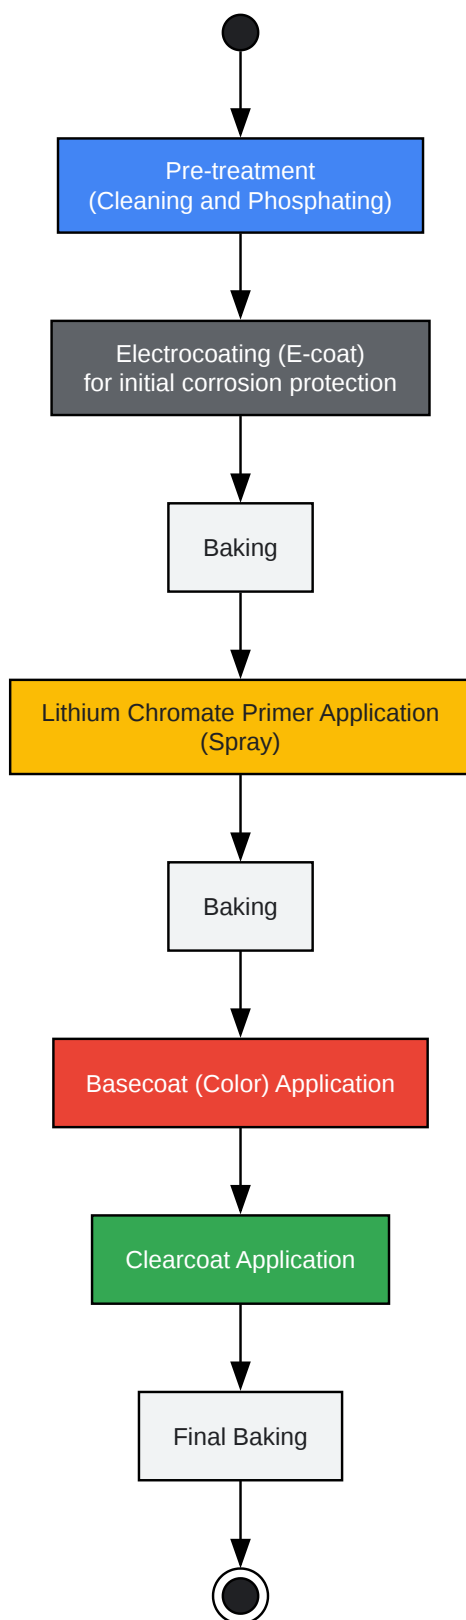 Pre-treatment
(Cleaning and Phosphating)
Electrocoating (E-coat)
for initial corrosion protection
Baking
Lithium Chromate Primer Application
(Spray)
Baking
Basecoat (Color) Application
Clearcoat Application
Final Baking